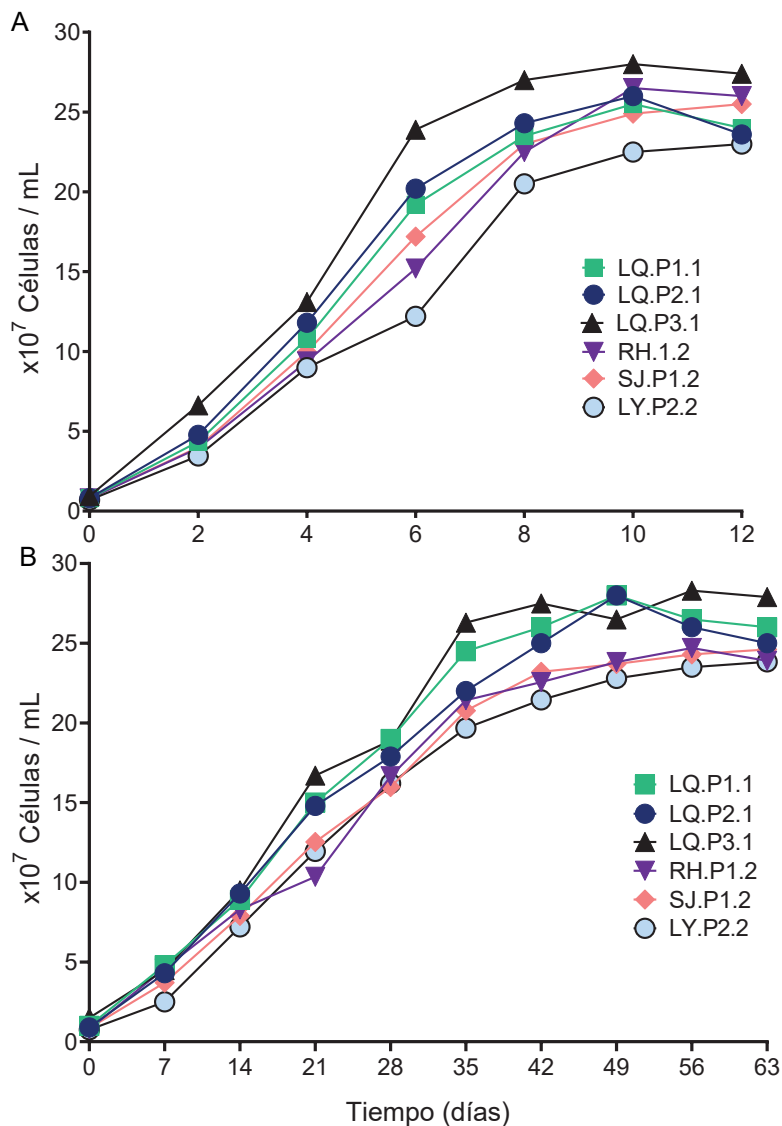 A
30
25
20
15
10
5
0
x10⁷ Células / mL
LQ.P1.1
LQ.P2.1
LQ.P3.1
RH.1.2
SJ.P1.2
LY.P2.2
0 2 4 6 8 10 12
B
30
25
20
15
10
5
0
x10⁷ Células / mL
LQ.P1.1
LQ.P2.1
LQ.P3.1
RH.P1.2
SJ.P1.2
LY.P2.2
0 7 14 21 28 35 42 49 56 63
Tiempo (días)